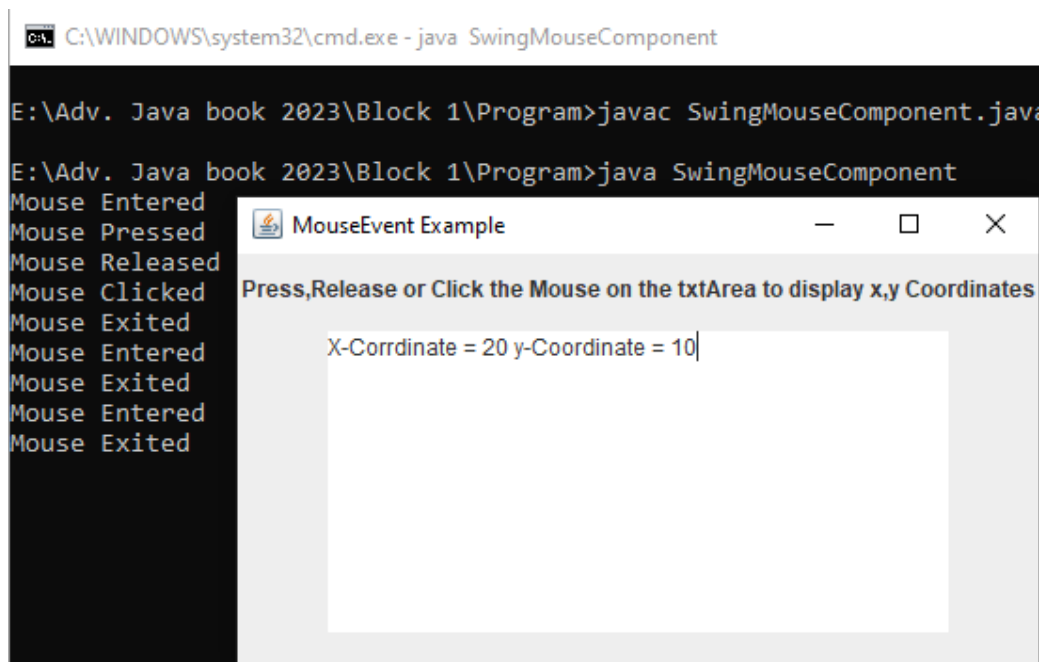 C:\WINDOWS\system32\cmd.exe - java  SwingMouseComponent
E:\Adv. Java book 2023\Block 1\Program>javac SwingMouseComponent.java
E:\Adv. Java book 2023\Block 1\Program>java SwingMouseComponent
Mouse Entered
Mouse Pressed
Mouse Released
Mouse Clicked
Mouse Exited
Mouse Entered
Mouse Exited
Mouse Entered
Mouse Exited
MouseEvent Example
Press,Release or Click the Mouse on the txtArea to display x,y Coordinates
X-Corrdinate = 20 y-Coordinate = 10